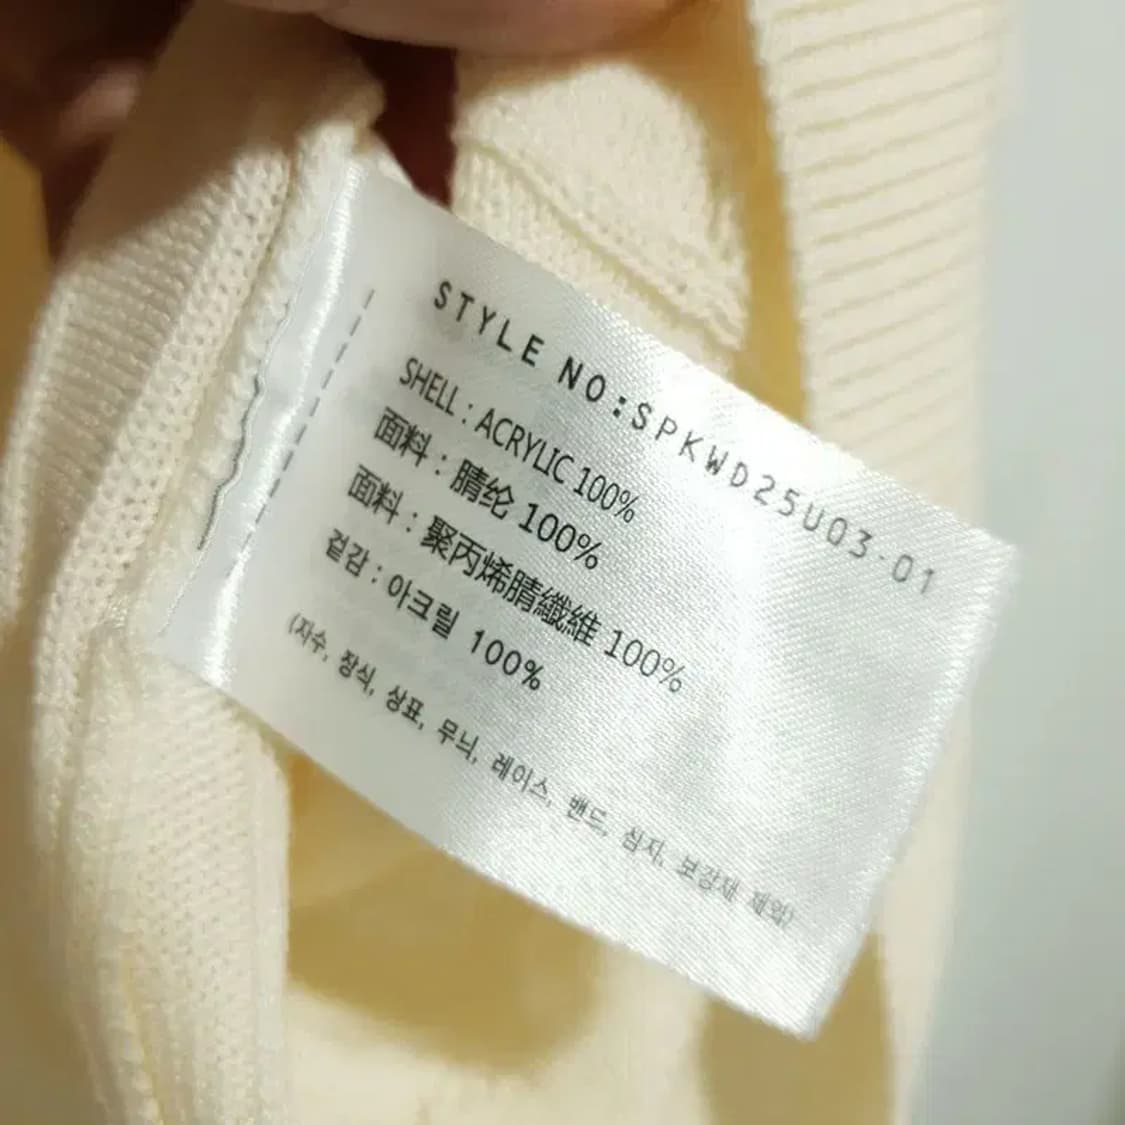 STYLE NO:SPKWD25U03-01
SHELL : ACRYLIC 100%
面料 : 腈纶 100%
面料 : 聚丙烯腈纖維 100%
겉감 : 아크릴 100%
(자수, 장식, 상표, 무늬, 레이스, 밴드, 심지, 보강재 제외)